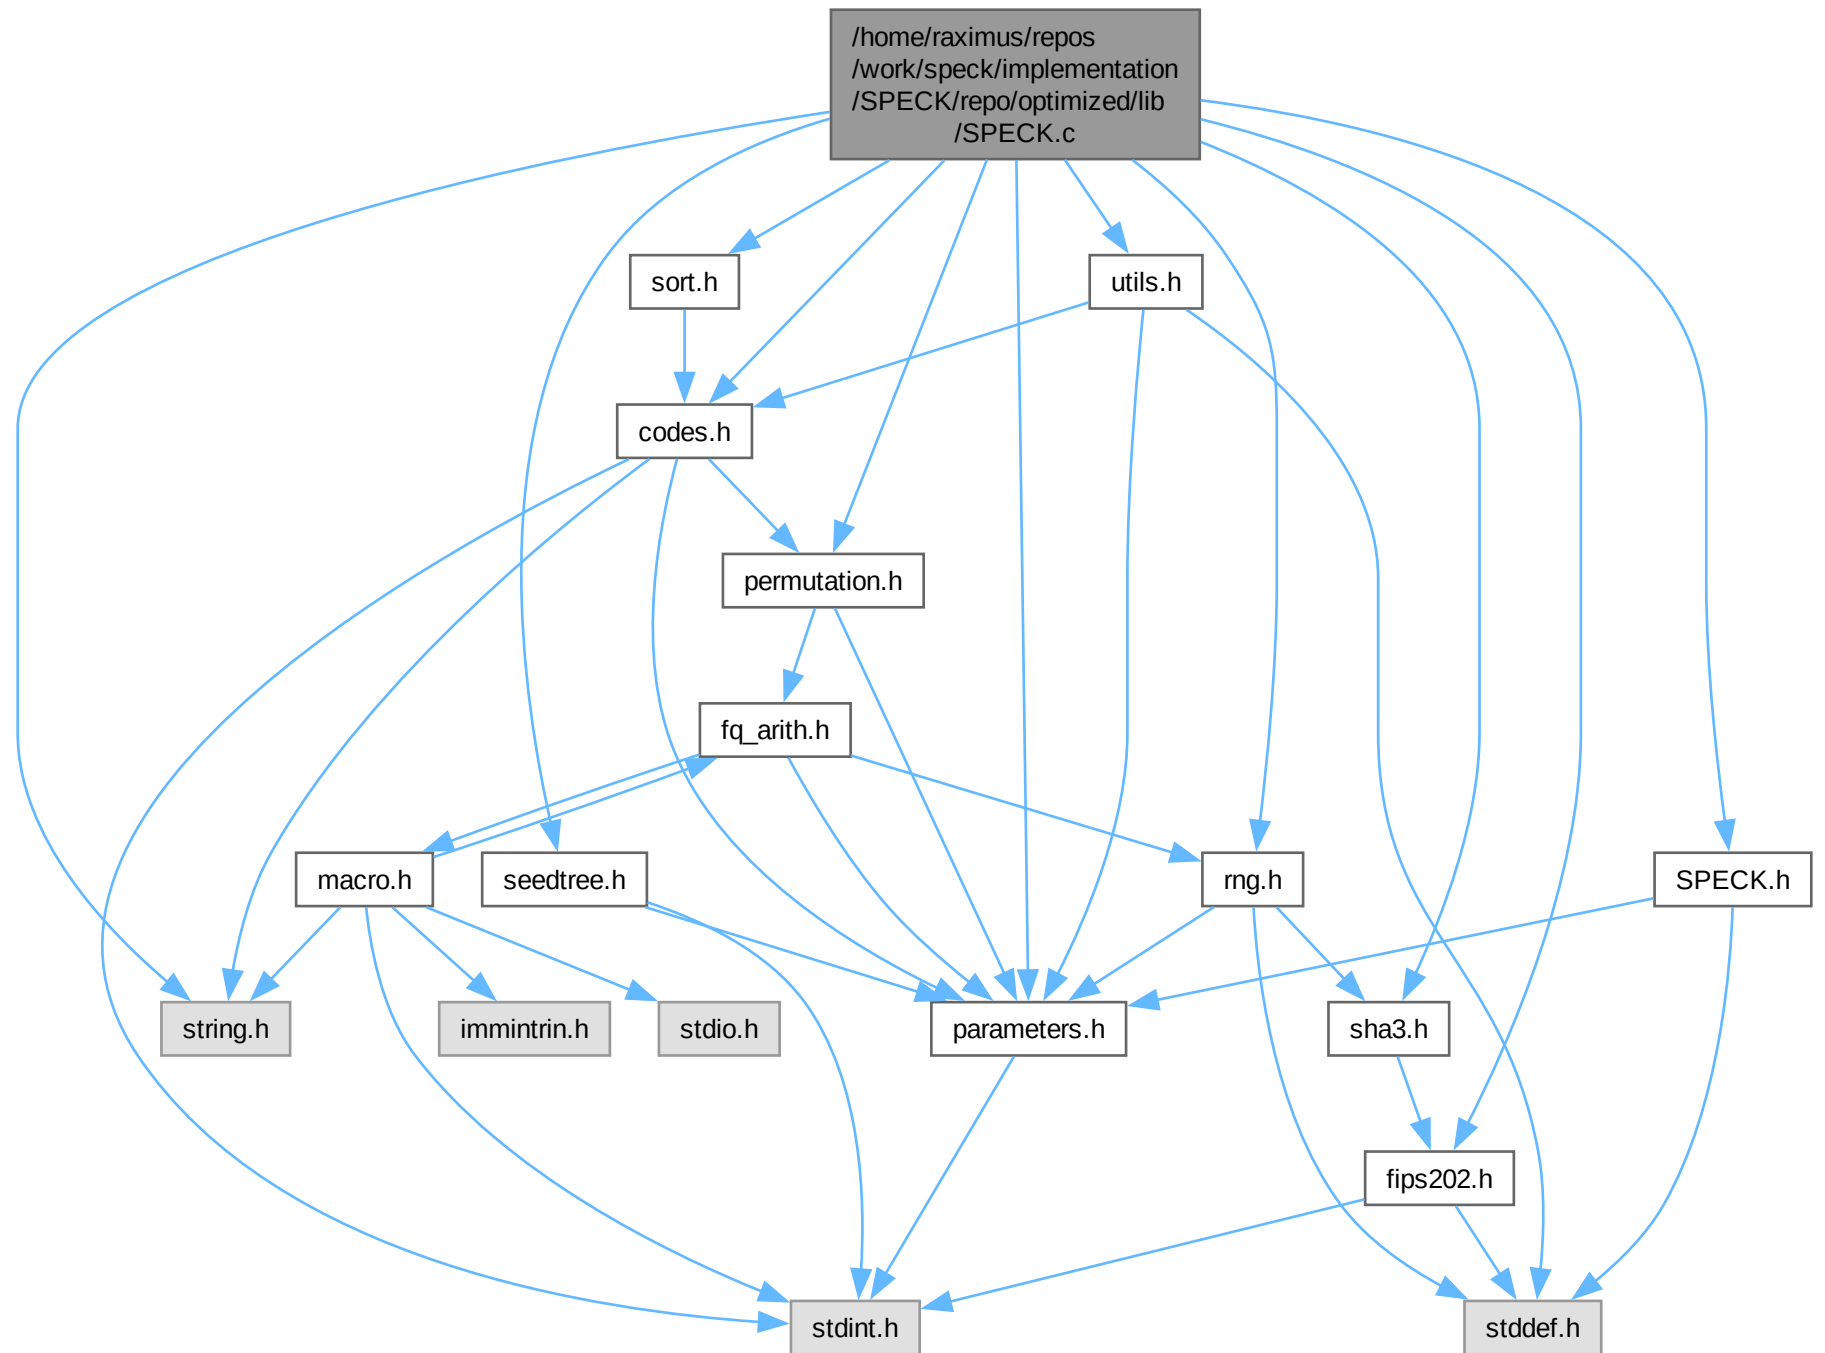 /home/raximus/repos
/work/speck/implementation
/SPECK/repo/optimized/lib
/SPECK.c
sort.h
utils.h
codes.h
permutation.h
fq_arith.h
macro.h
seedtree.h
rng.h
SPECK.h
string.h
immintrin.h
stdio.h
parameters.h
sha3.h
fips202.h
stdint.h
stddef.h